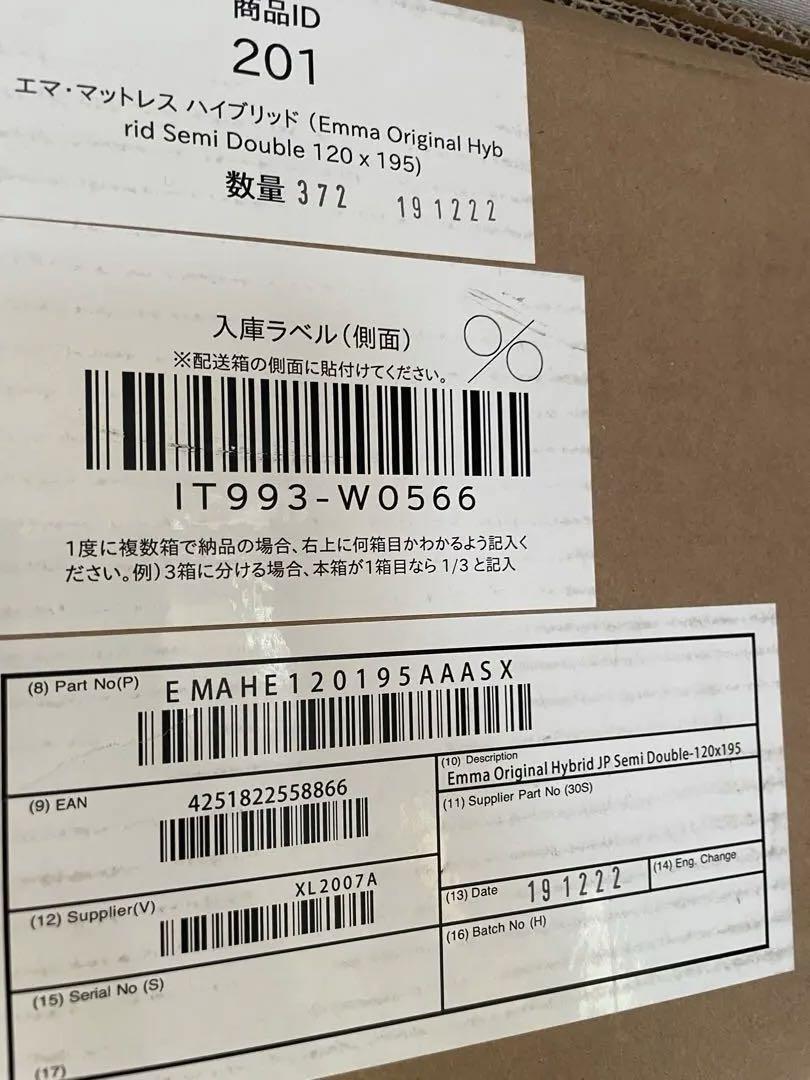 商品ID
201
エマ・マットレス ハイブリッド (Emma Original Hyb
rid Semi Double 120 x 195)
数量 372 191222
入庫ラベル(側面)
※配送箱の側面に貼付けてください。
IT993-W0566
1度に複数箱で納品の場合、右上に何箱目かわかるよう記入く
ださい。例)3箱に分ける場合、本箱が1箱目なら 1/3 と記入
(8) Part No(P) EMAHE120195AAASX
(9) EAN 4251822558866
(10) Description
Emma Original Hybrid JP Semi Double-120x195
(11) Supplier Part No (30S)
(12) Supplier(V) XL2007A
(13) Date 191222
(14) Eng. Change
(15) Serial No (S)
(16) Batch No (H)
(17)